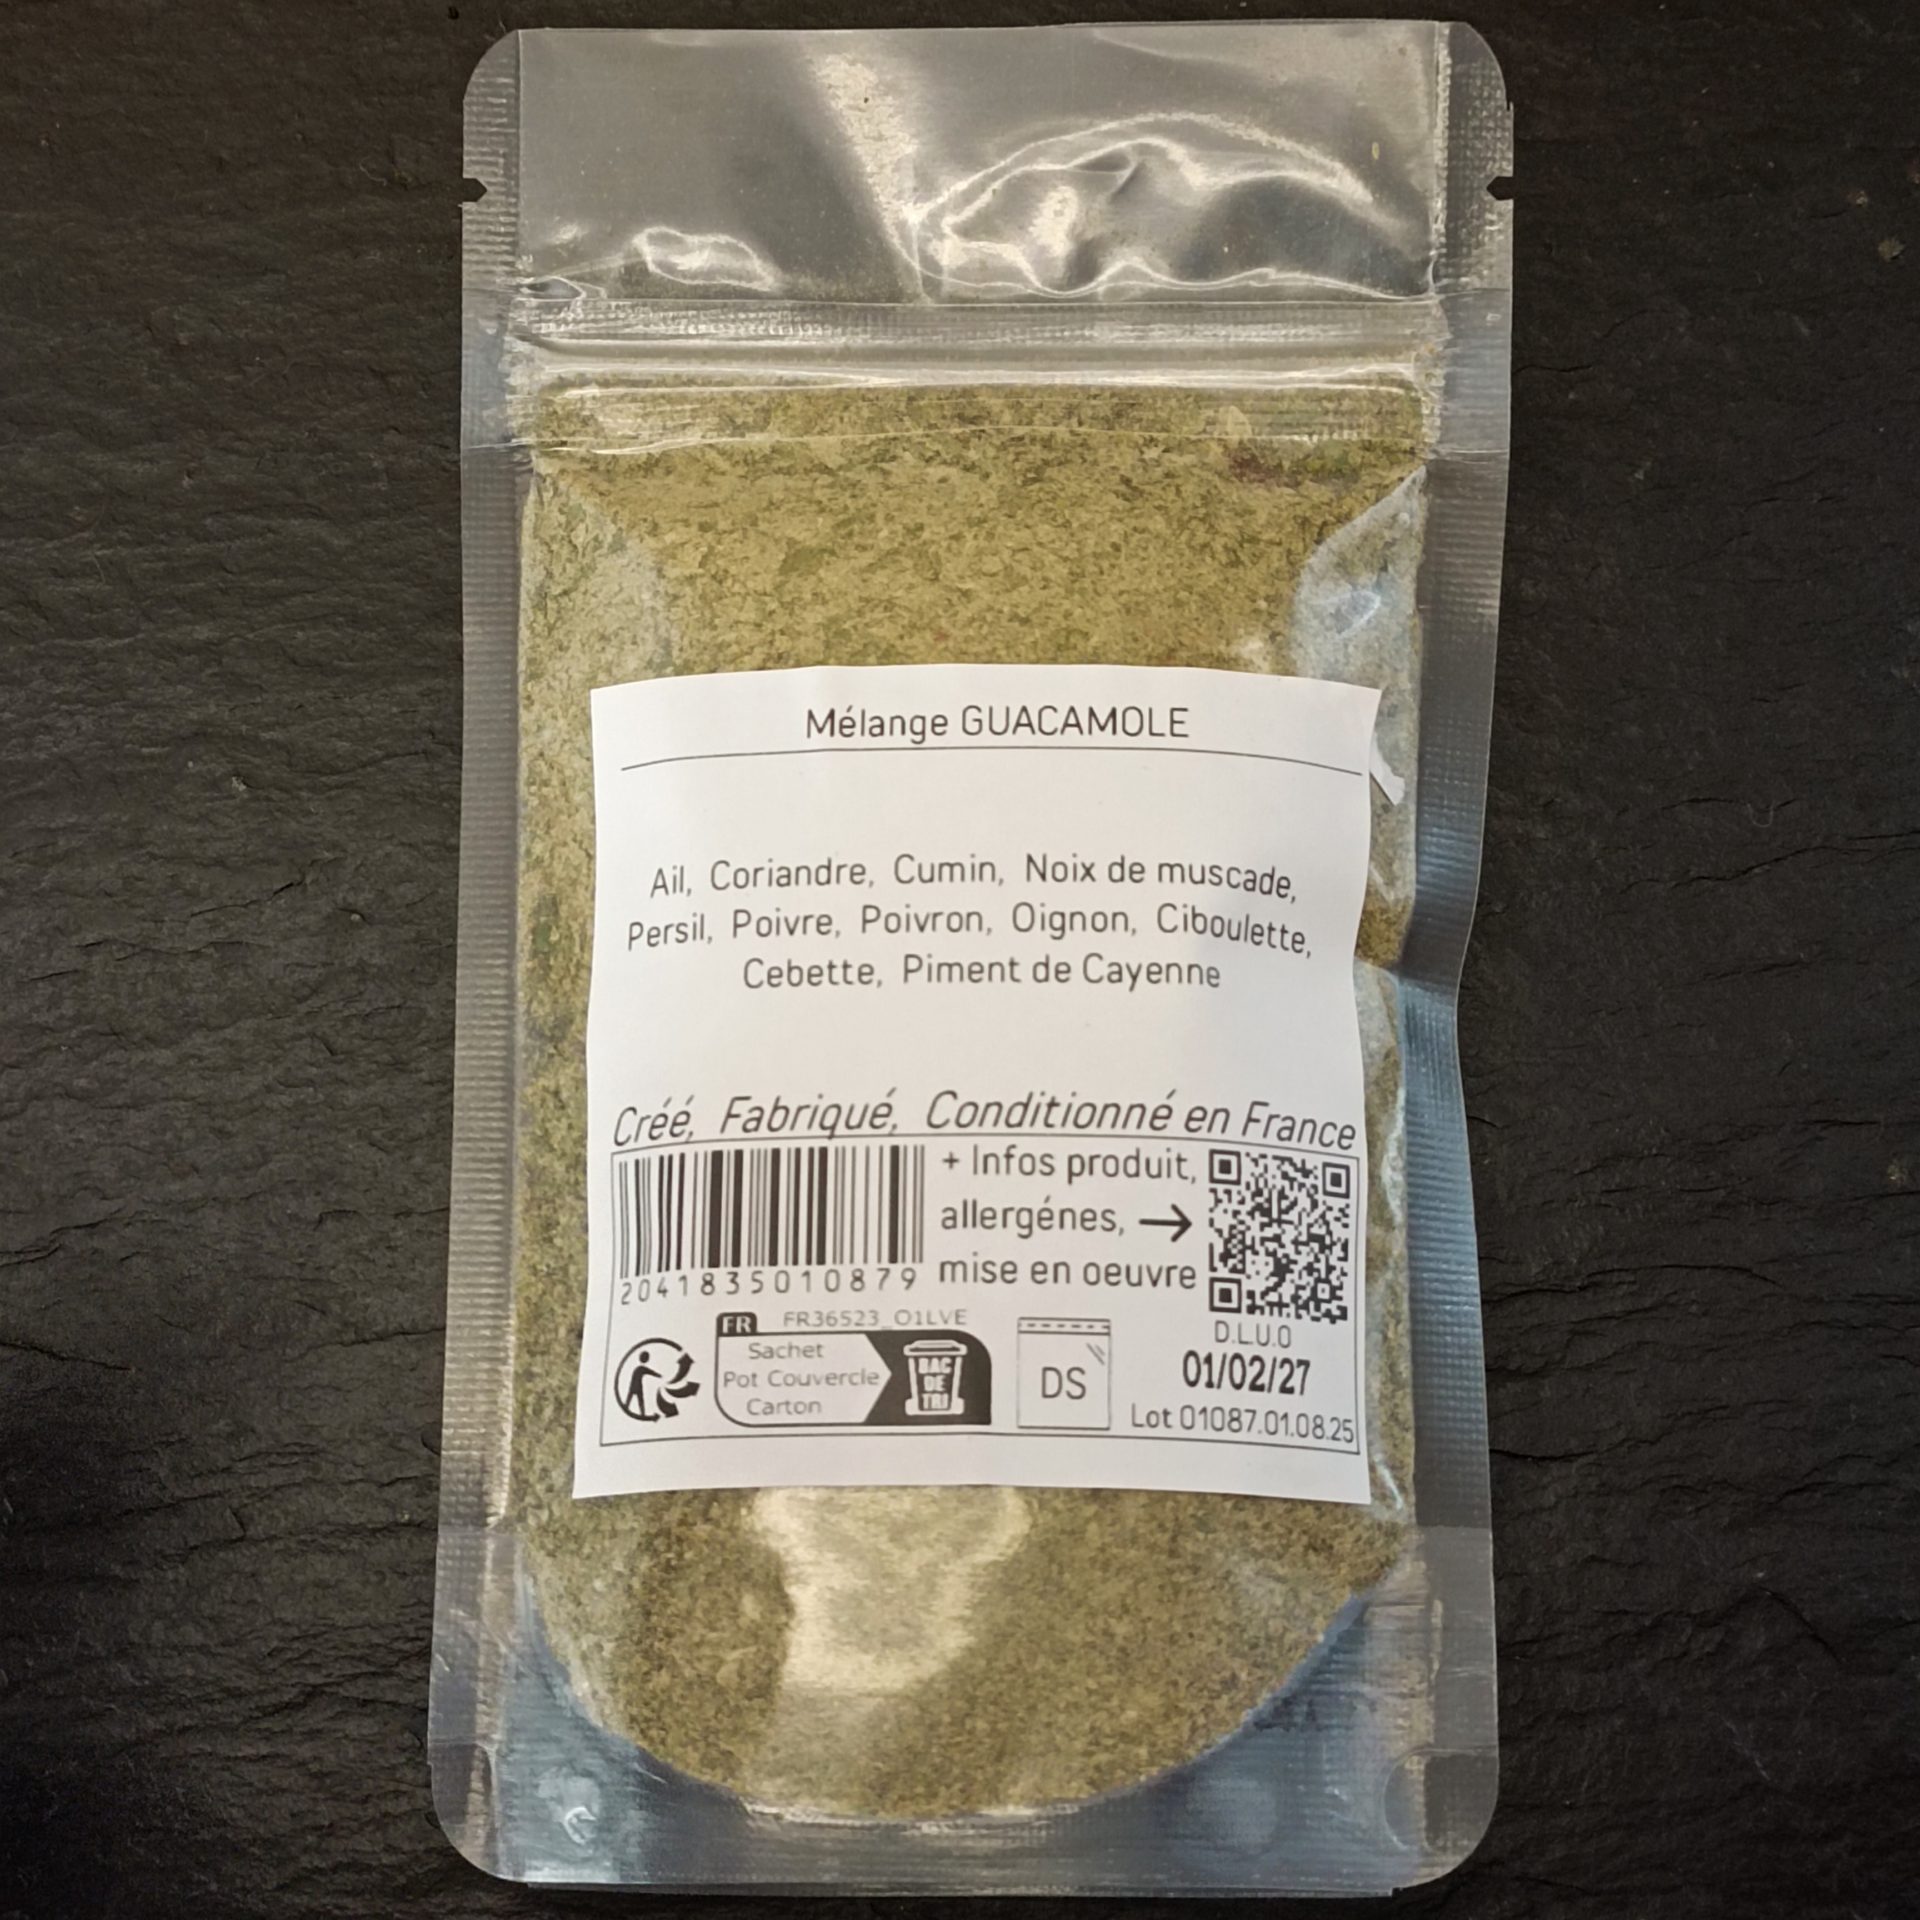 Mélange GUACAMOLE
Ail, Coriandre, Cumin, Noix de muscade,
Persil, Poivre, Poivron, Oignon, Ciboulette,
Cebette, Piment de Cayenne
Créé, Fabriqué, Conditionné en France
+ Infos produit,
allergénes, →
mise en oeuvre
2041835010879
FR FR36523_01LVE
Sachet
Pot Couvercle
Carton
BAC
DE
TRI
DS
D.L.U.O
01/02/27
Lot 01087.01.08.25